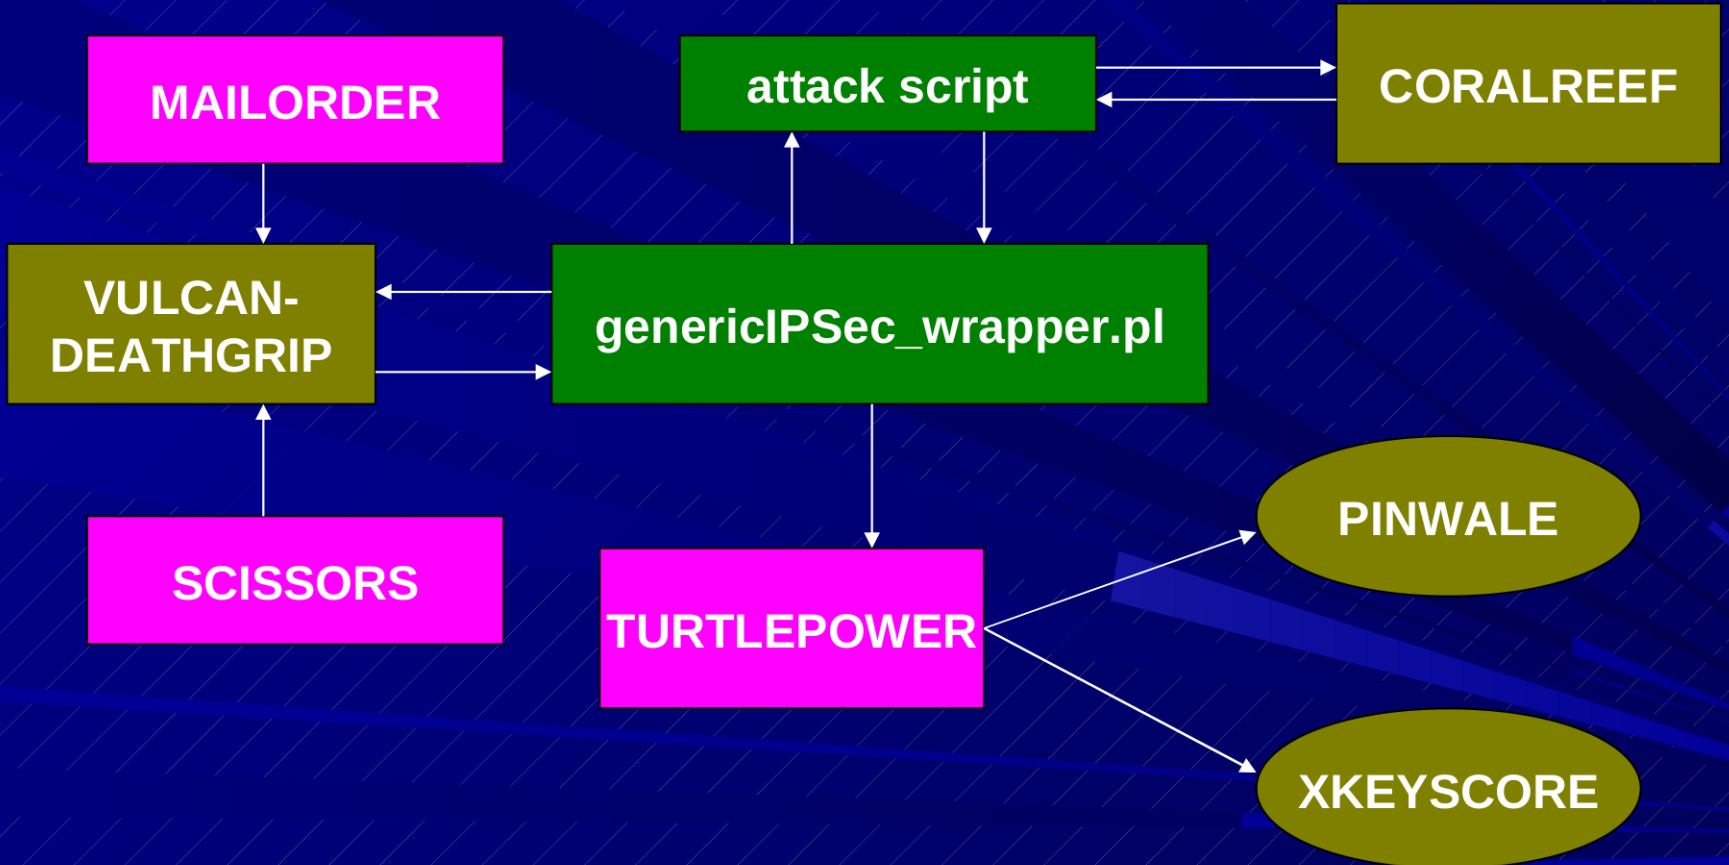 MAILORDER
attack script
CORALREEF
VULCAN-
DEATHGRIP
genericIPSec_wrapper.pl
SCISSORS
TURTLEPOWER
PINWALE
XKEYSCORE